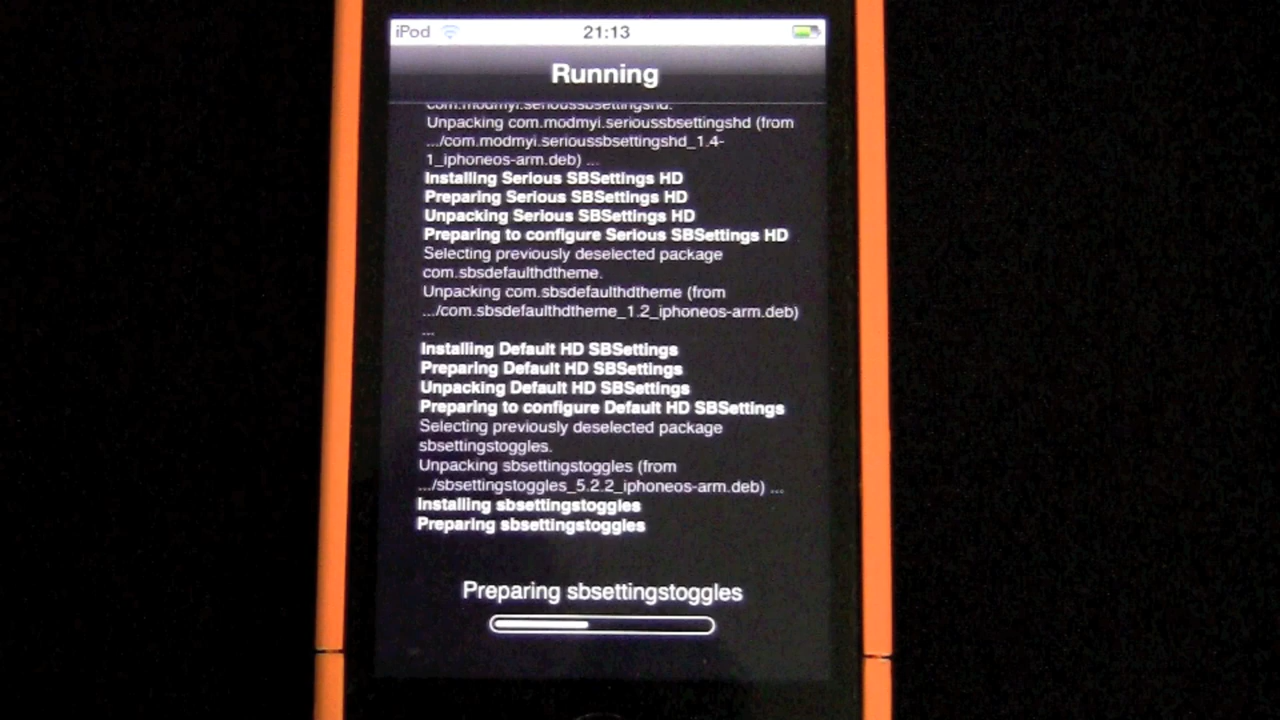 iPod 21:13
Running
com.modmyi.serioussbsettingshd.
Unpacking com.modmyi.serioussbsettingshd (from
.../com.modmyi.serioussbsettingshd_1.4-
1_iphoneos-arm.deb) ...
Installing Serious SBSettings HD
Preparing Serious SBSettings HD
Unpacking Serious SBSettings HD
Preparing to configure Serious SBSettings HD
Selecting previously deselected package
com.sbsdefaulthdtheme.
Unpacking com.sbsdefaulthdtheme (from
.../com.sbsdefaulthdtheme_1.2_iphoneos-arm.deb)
...
Installing Default HD SBSettings
Preparing Default HD SBSettings
Unpacking Default HD SBSettings
Preparing to configure Default HD SBSettings
Selecting previously deselected package
sbsettingstoggles.
Unpacking sbsettingstoggles (from
.../sbsettingstoggles_5.2.2_iphoneos-arm.deb) ...
Installing sbsettingstoggles
Preparing sbsettingstoggles
Preparing sbsettingstoggles